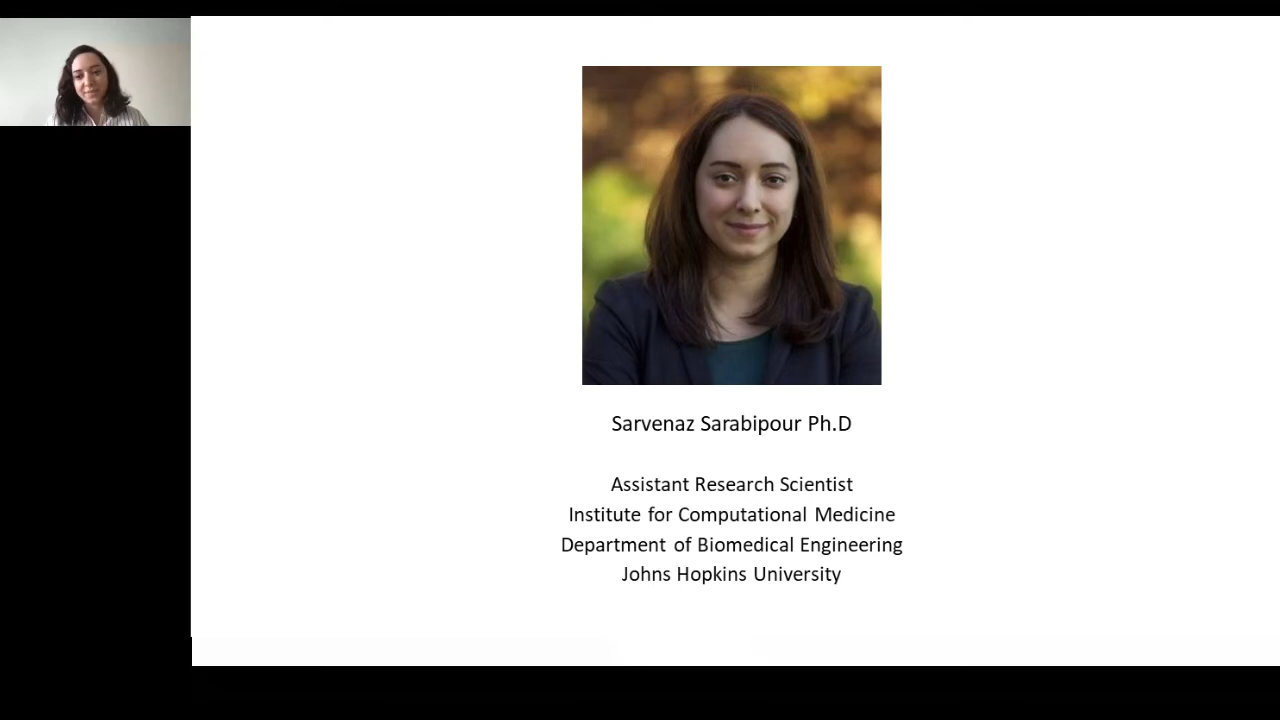 Sarvenaz Sarabipour Ph.D
Assistant Research Scientist
Institute for Computational Medicine
Department of Biomedical Engineering
Johns Hopkins University